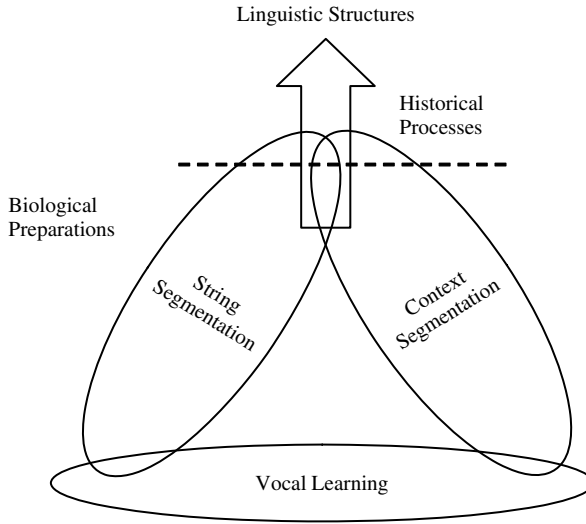 Linguistic Structures
Historical
Processes
Biological
Preparations
String
Segmentation
Context
Segmentation
Vocal Learning